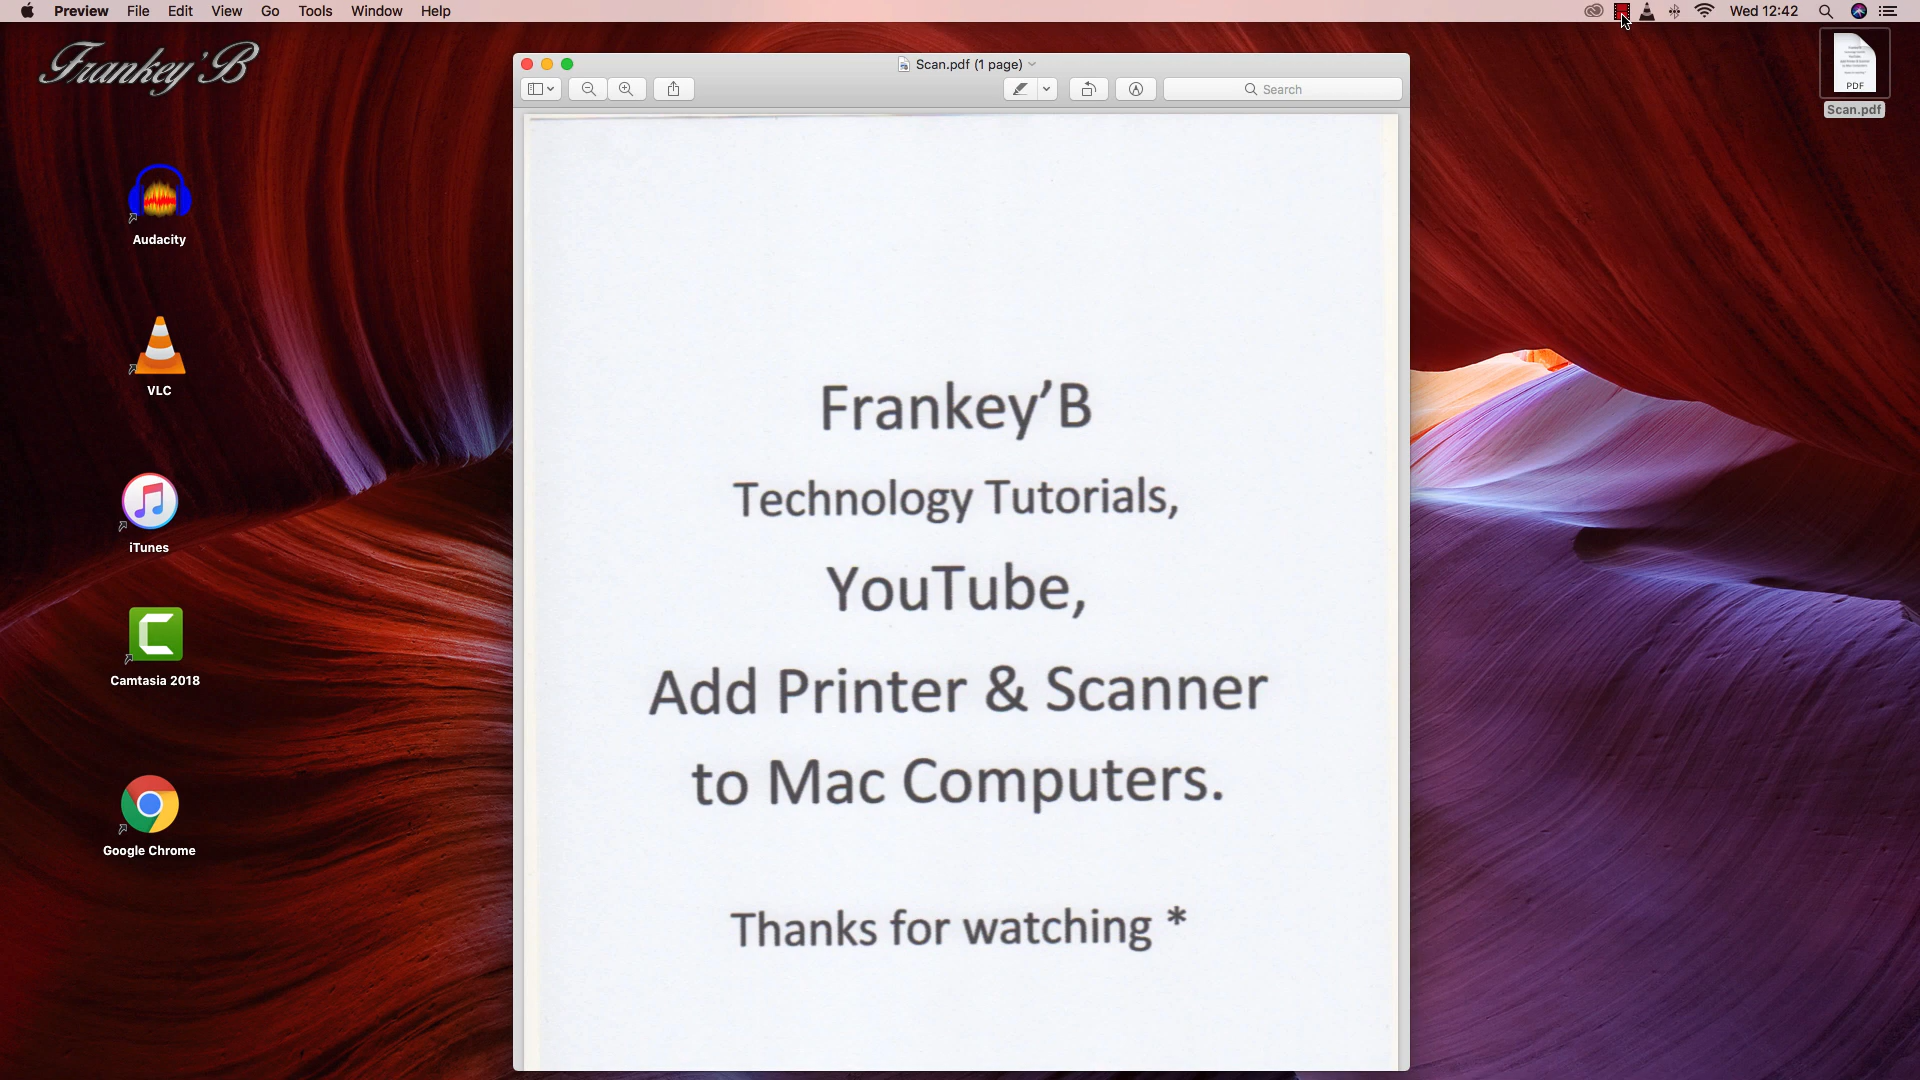 Preview File Edit View Go Tools Window Help
Wed 12:42
Frankey'B
Scan.pdf (1 page)
Search
PDF
Scan.pdf
Audacity
VLC
iTunes
Camtasia 2018
Google Chrome
Frankey’B
Technology Tutorials,
YouTube,
Add Printer & Scanner
to Mac Computers.
Thanks for watching *